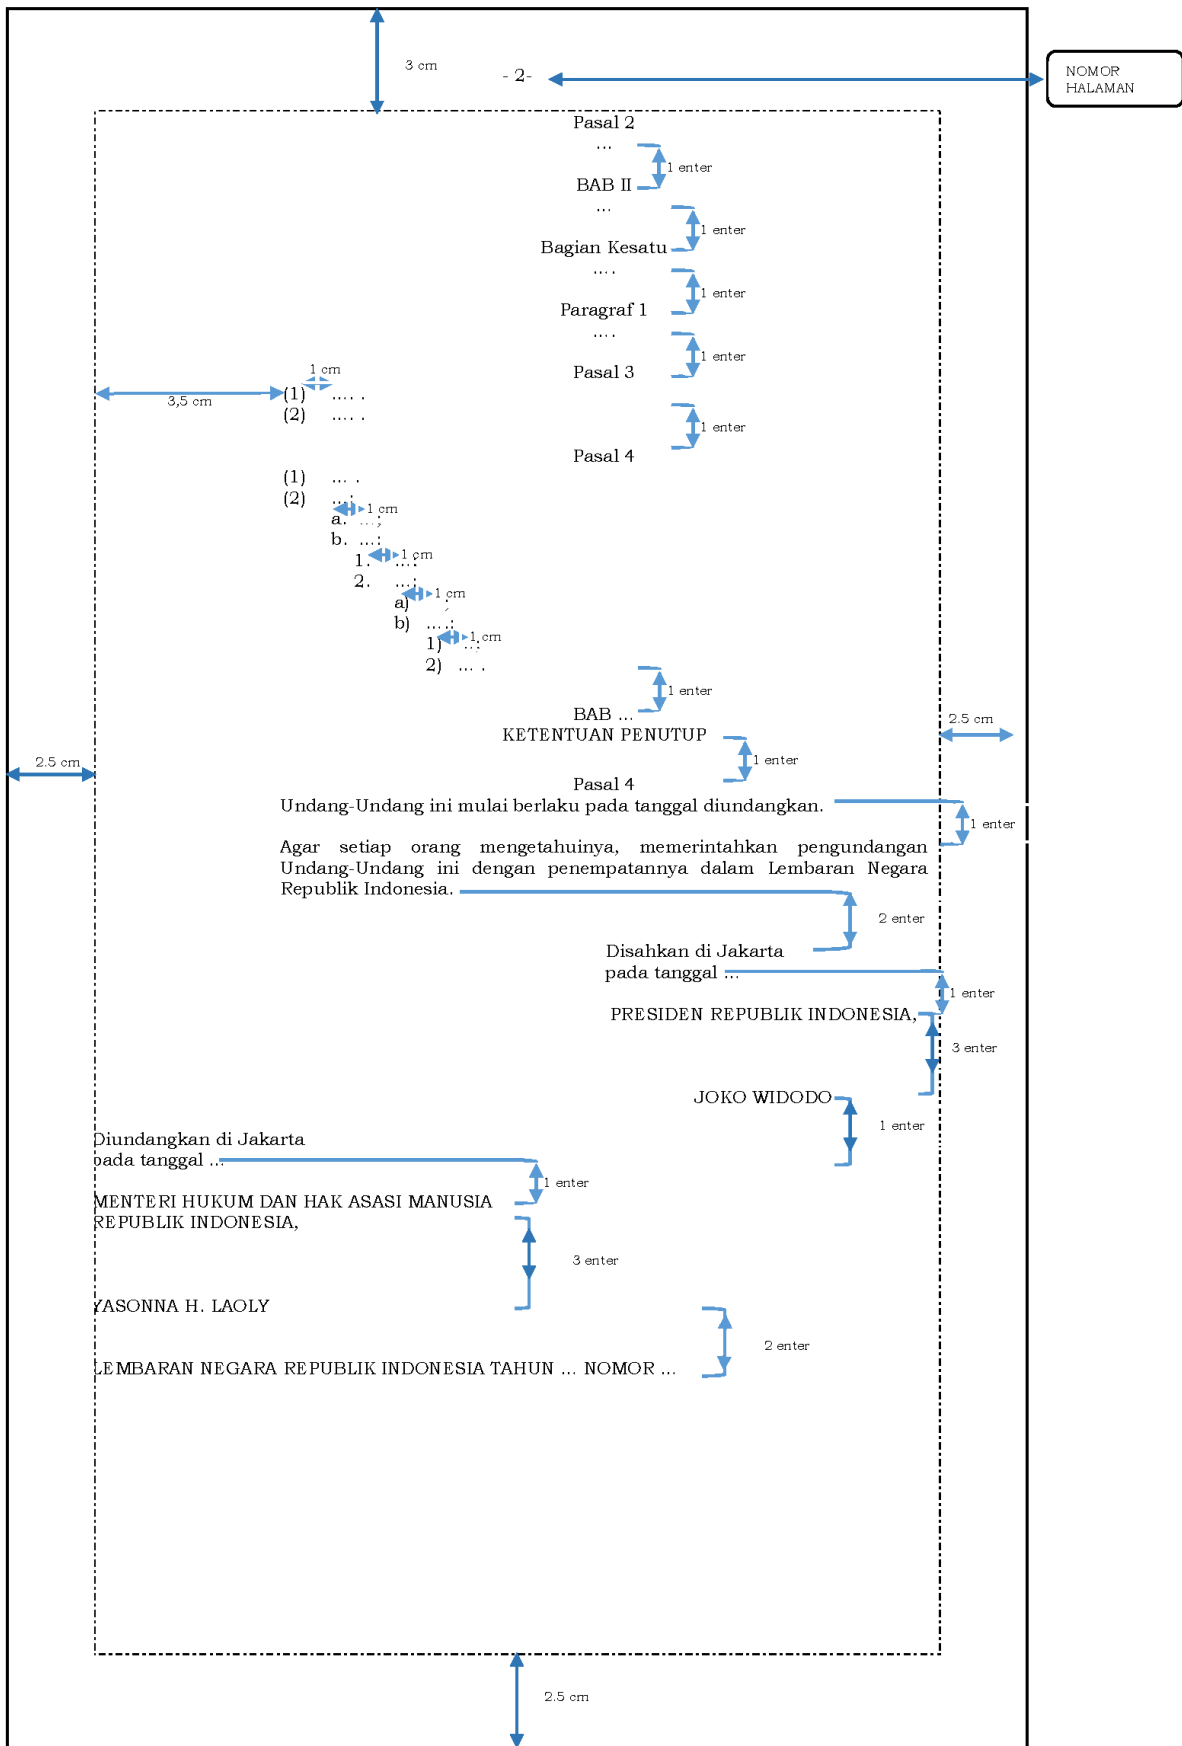 3 cm
- 2-
NOMOR
HALAMAN
Pasal 2
...
1 enter
BAB II
...
1 enter
Bagian Kesatu
....
1 enter
Paragraf 1
....
1 enter
Pasal 3
1 cm
3,5 cm
(1) .... .
(2) .... .
1 enter
Pasal 4
(1) ... .
(2) ...:
1 cm
a. ...;
b. ...:
1 cm
1. ...:
2. ...:
1 cm
a) ;
b) ....:
1 cm
1) ...;
2) ... .
1 enter
BAB ...
2.5 cm
KETENTUAN PENUTUP
2.5 cm
1 enter
Pasal 4
Undang-Undang ini mulai berlaku pada tanggal diundangkan.
1 enter
Agar setiap orang mengetahuinya, memerintahkan pengundangan
Undang-Undang ini dengan penempatannya dalam Lembaran Negara
Republik Indonesia.
2 enter
Disahkan di Jakarta
pada tanggal ...
1 enter
PRESIDEN REPUBLIK INDONESIA,
3 enter
JOKO WIDODO
1 enter
Diundangkan di Jakarta
pada tanggal ...
1 enter
MENTERI HUKUM DAN HAK ASASI MANUSIA
REPUBLIK INDONESIA,
3 enter
YASONNA H. LAOLY
2 enter
LEMBARAN NEGARA REPUBLIK INDONESIA TAHUN ... NOMOR ...
2.5 cm